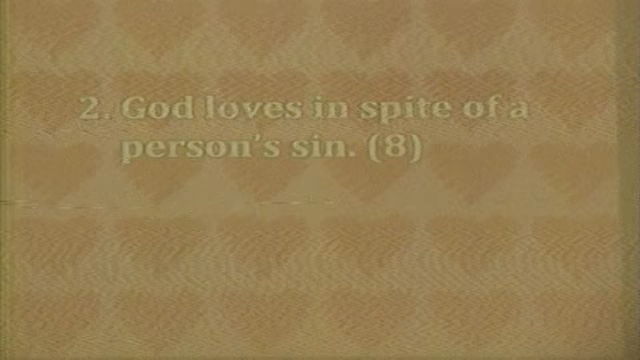 2. God loves in spite of a
person's sin. (8)